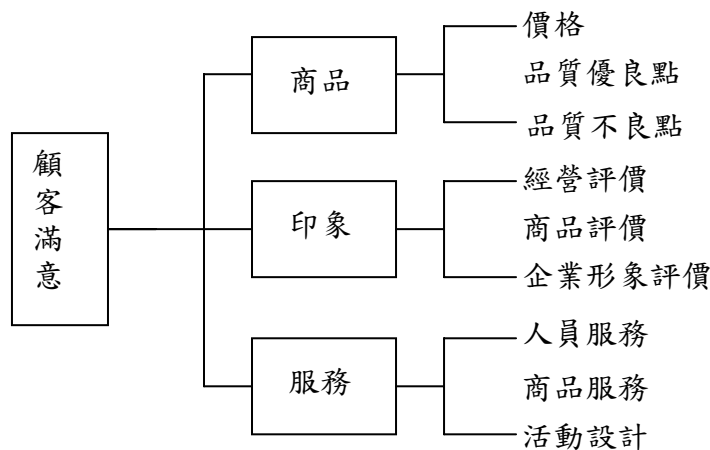 顧客滿意
商品
價格
品質優良點
品質不良點
印象
經營評價
商品評價
企業形象評價
服務
人員服務
商品服務
活動設計